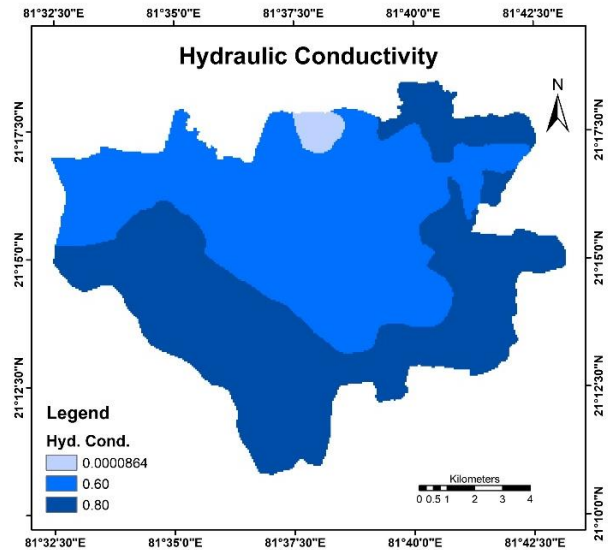 81°32'30"E 81°35'0"E 81°37'30"E 81°40'0"E 81°42'30"E
Hydraulic Conductivity
N
21°17'30"N 21°17'30"N
21°15'0"N 21°15'0"N
21°12'30"N 21°12'30"N
Legend
Hyd. Cond.
0.0000864
0.60
0.80
Kilometers
0 0.5 1 2 3 4
21°10'0"N
81°32'30"E 81°35'0"E 81°37'30"E 81°40'0"E 81°42'30"E